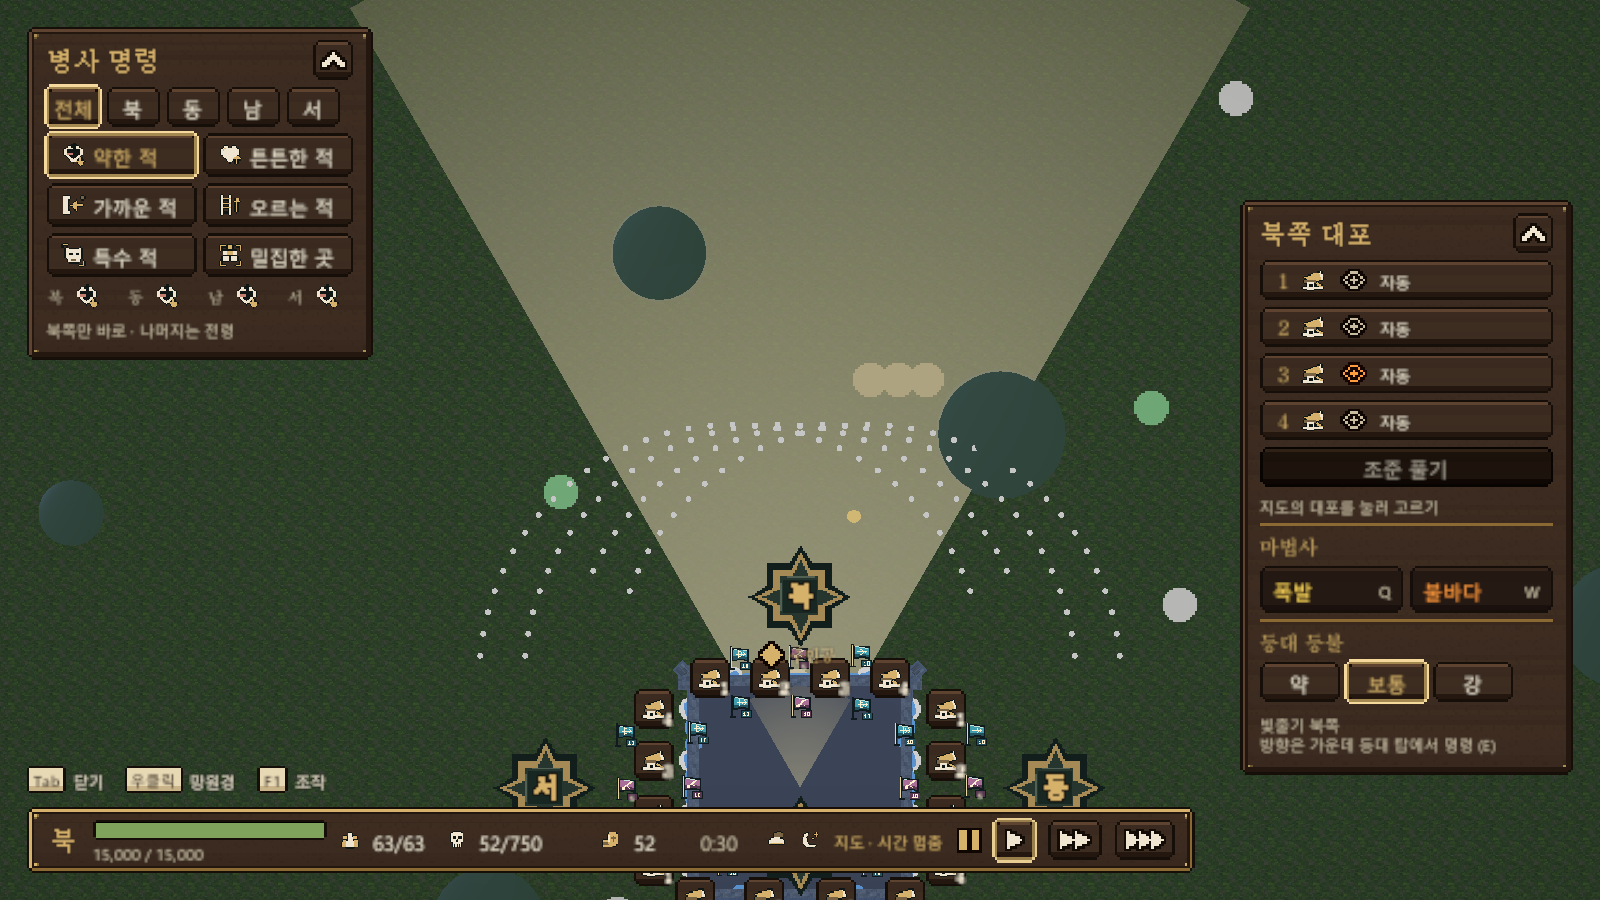 병사 명령
전체 북 동 남 서
약한 적 튼튼한 적
가까운 적 오르는 적
특수 적 밀집한 곳
북 동 남 서
북쪽만 바로 · 나머지는 전령
북쪽 대포
1 자동
2 자동
3 자동
4 자동
조준 풀기
지도의 대포를 눌러 고르기
마법사
폭발 Q 불바다 W
등대 등불
약 보통 강
빛줄기 북쪽
방향은 가운데 등대 탑에서 명령 (E)
북
서
동
Tab 닫기 우클릭 망원경 F1 조작
북 15,000 / 15,000 63/63 52/750 52 0:30 지도 · 시간 멈춤